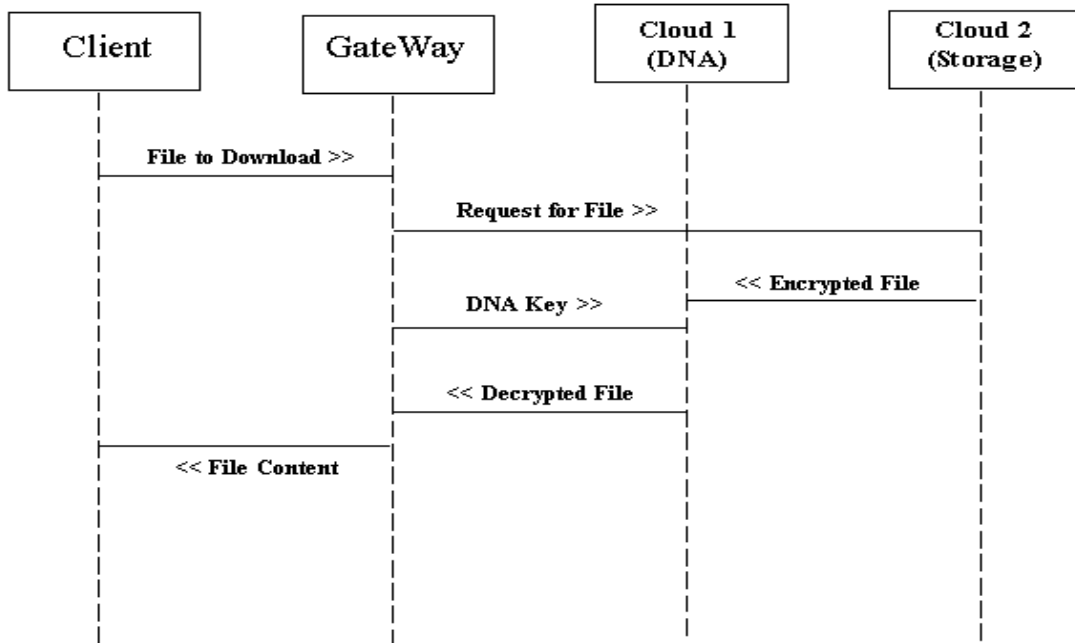 Client
GateWay
Cloud 1
(DNA)
Cloud 2
(Storage)
File to Download >>
Request for File >>
<< Encrypted File
DNA Key >>
<< Decrypted File
<< File Content